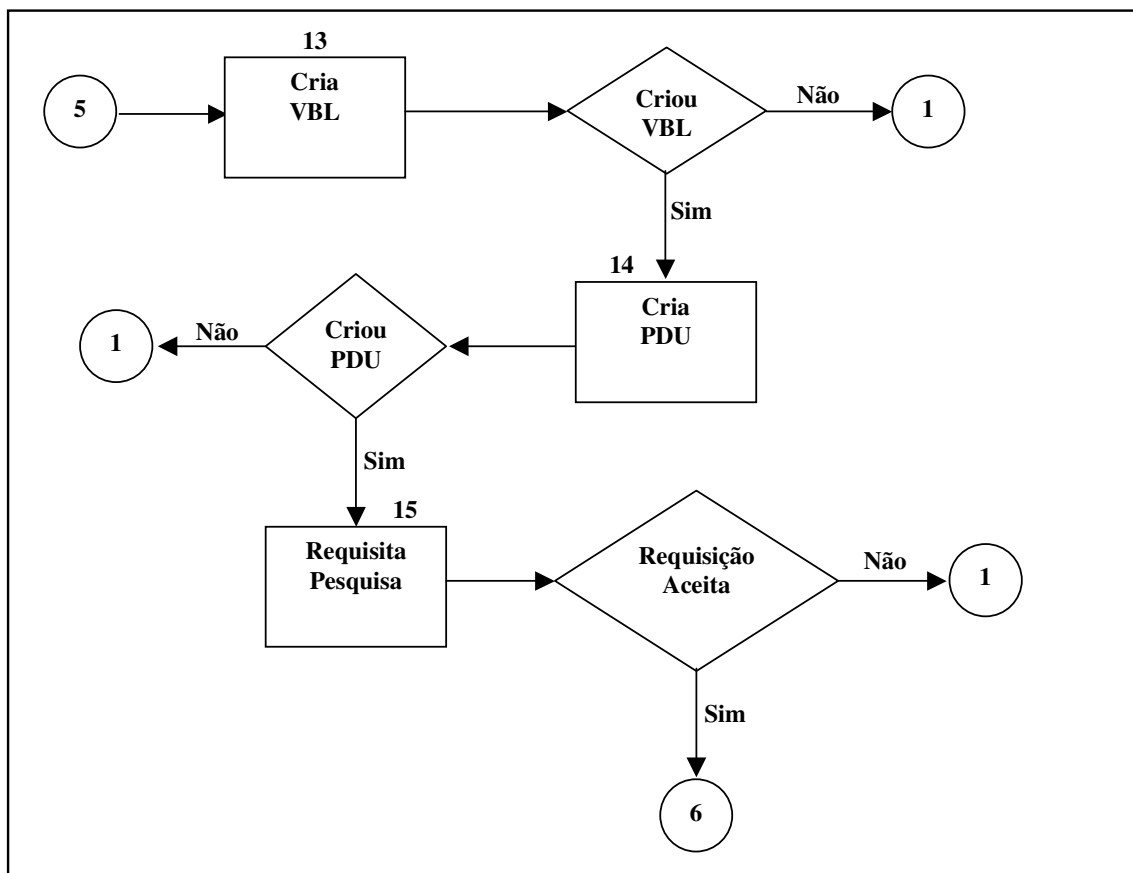 13
5
Cria
VBL
Criou
VBL
Não
1
Sim
14
Cria
PDU
Criou
PDU
Não
1
Sim
15
Requisita
Pesquisa
Requisição
Aceita
Não
1
Sim
6